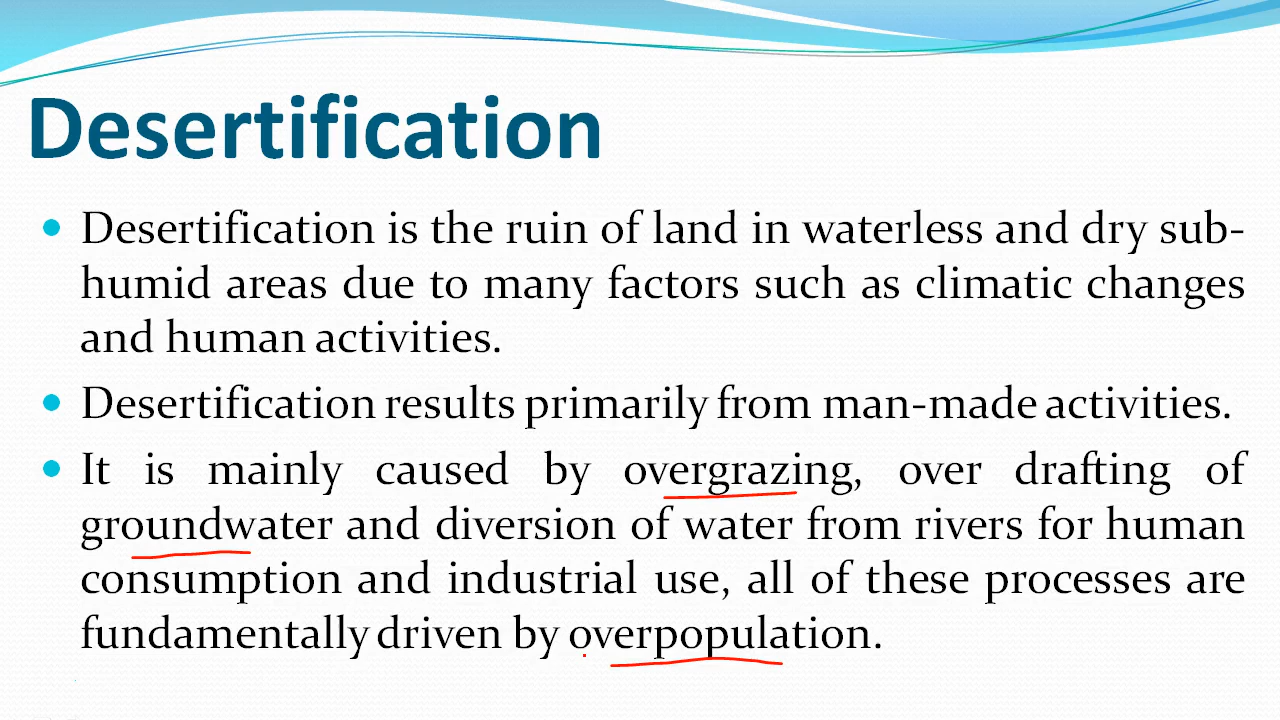 Desertification
• Desertification is the ruin of land in waterless and dry sub-
humid areas due to many factors such as climatic changes
and human activities.
• Desertification results primarily from man-made activities.
• It is mainly caused by overgrazing, over drafting of
groundwater and diversion of water from rivers for human
consumption and industrial use, all of these processes are
fundamentally driven by overpopulation.